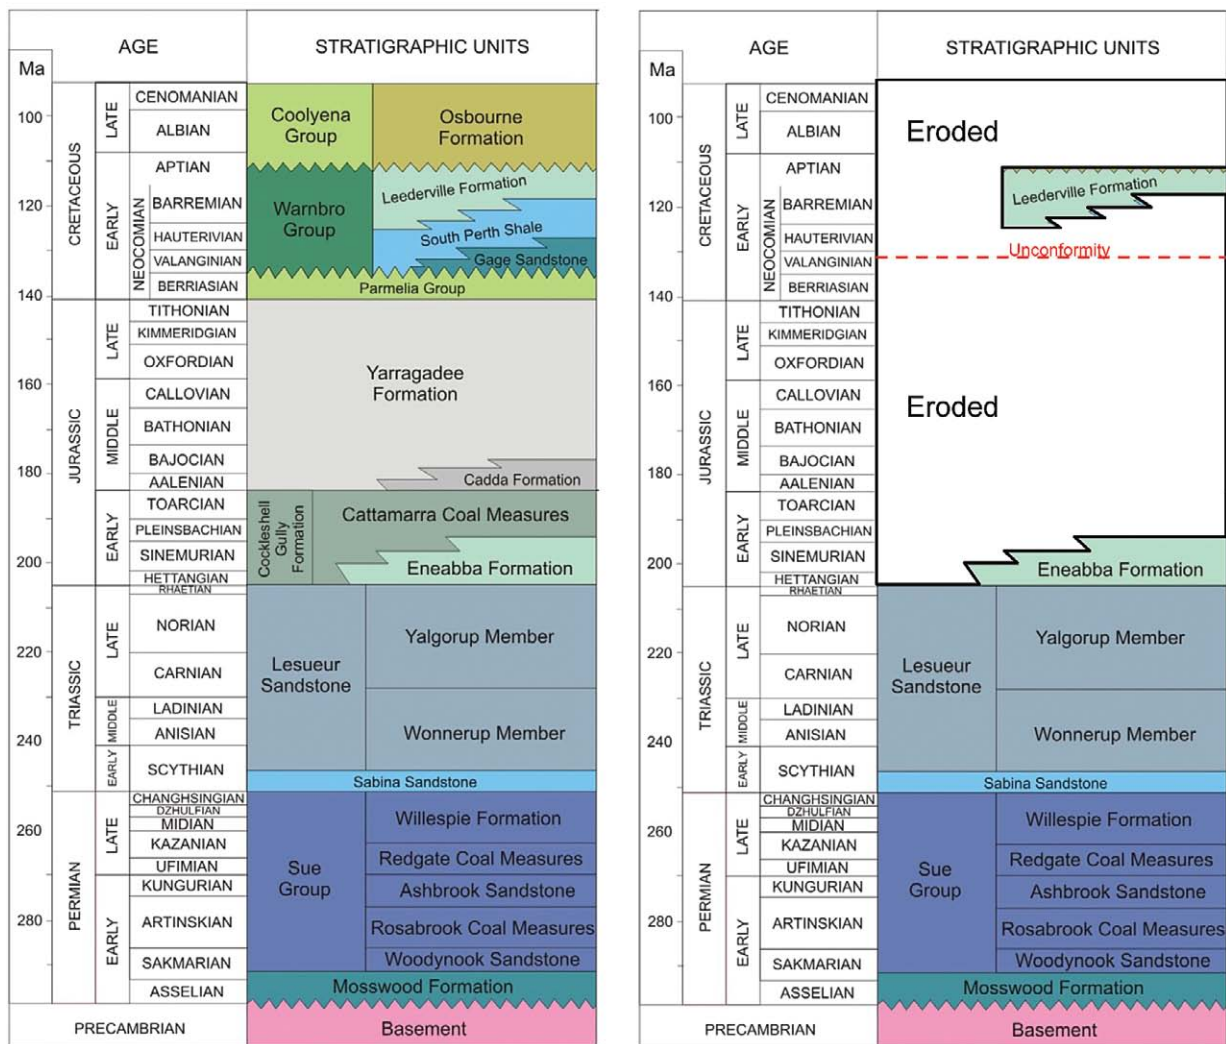 AGE
STRATIGRAPHIC UNITS
Ma
100
120
140
160
180
200
220
240
260
280
CRETACEOUS
JURASSIC
TRIASSIC
PERMIAN
LATE
EARLY
NEOCOMIAN
LATE
MIDDLE
EARLY
LATE
MIDDLE
EARLY
LATE
EARLY
CENOMANIAN
ALBIAN
APTIAN
BARREMIAN
HAUTERIVIAN
VALANGINIAN
BERRIASIAN
TITHONIAN
KIMMERIDGIAN
OXFORDIAN
CALLOVIAN
BATHONIAN
BAJOCIAN
AALENIAN
TOARCIAN
PLEINSBACHIAN
SINEMURIAN
HETTANGIAN
RHAETIAN
NORIAN
CARNIAN
LADINIAN
ANISIAN
SCYTHIAN
CHANGHSINGIAN
DZHULFIAN
MIDIAN
KAZANIAN
UFIMIAN
KUNGURIAN
ARTINSKIAN
SAKMARIAN
ASSELIAN
PRECAMBRIAN
Coolyena
Group
Osbourne
Formation
Warnbro
Group
Leederville Formation
South Perth Shale
Gage Sandstone
Parmelia Group
Yarragadee
Formation
Cadda Formation
Cockleshell
Gully
Formation
Cattamarra Coal Measures
Eneabba Formation
Lesueur
Sandstone
Yalgorup Member
Wonnerup Member
Sabina Sandstone
Sue
Group
Willespie Formation
Redgate Coal Measures
Ashbrook Sandstone
Rosabrook Coal Measures
Woodynook Sandstone
Mosswood Formation
Basement
AGE
STRATIGRAPHIC UNITS
Ma
100
120
140
160
180
200
220
240
260
280
CRETACEOUS
JURASSIC
TRIASSIC
PERMIAN
LATE
EARLY
NEOCOMIAN
LATE
MIDDLE
EARLY
LATE
MIDDLE
EARLY
LATE
EARLY
CENOMANIAN
ALBIAN
APTIAN
BARREMIAN
HAUTERIVIAN
VALANGINIAN
BERRIASIAN
TITHONIAN
KIMMERIDGIAN
OXFORDIAN
CALLOVIAN
BATHONIAN
BAJOCIAN
AALENIAN
TOARCIAN
PLEINSBACHIAN
SINEMURIAN
HETTANGIAN
RHAETIAN
NORIAN
CARNIAN
LADINIAN
ANISIAN
SCYTHIAN
CHANGHSINGIAN
DZHULFIAN
MIDIAN
KAZANIAN
UFIMIAN
KUNGURIAN
ARTINSKIAN
SAKMARIAN
ASSELIAN
PRECAMBRIAN
Eroded
Leederville Formation
Unconformity
Eroded
Eneabba Formation
Lesueur
Sandstone
Yalgorup Member
Wonnerup Member
Sabina Sandstone
Sue
Group
Willespie Formation
Redgate Coal Measures
Ashbrook Sandstone
Rosabrook Coal Measures
Woodynook Sandstone
Mosswood Formation
Basement